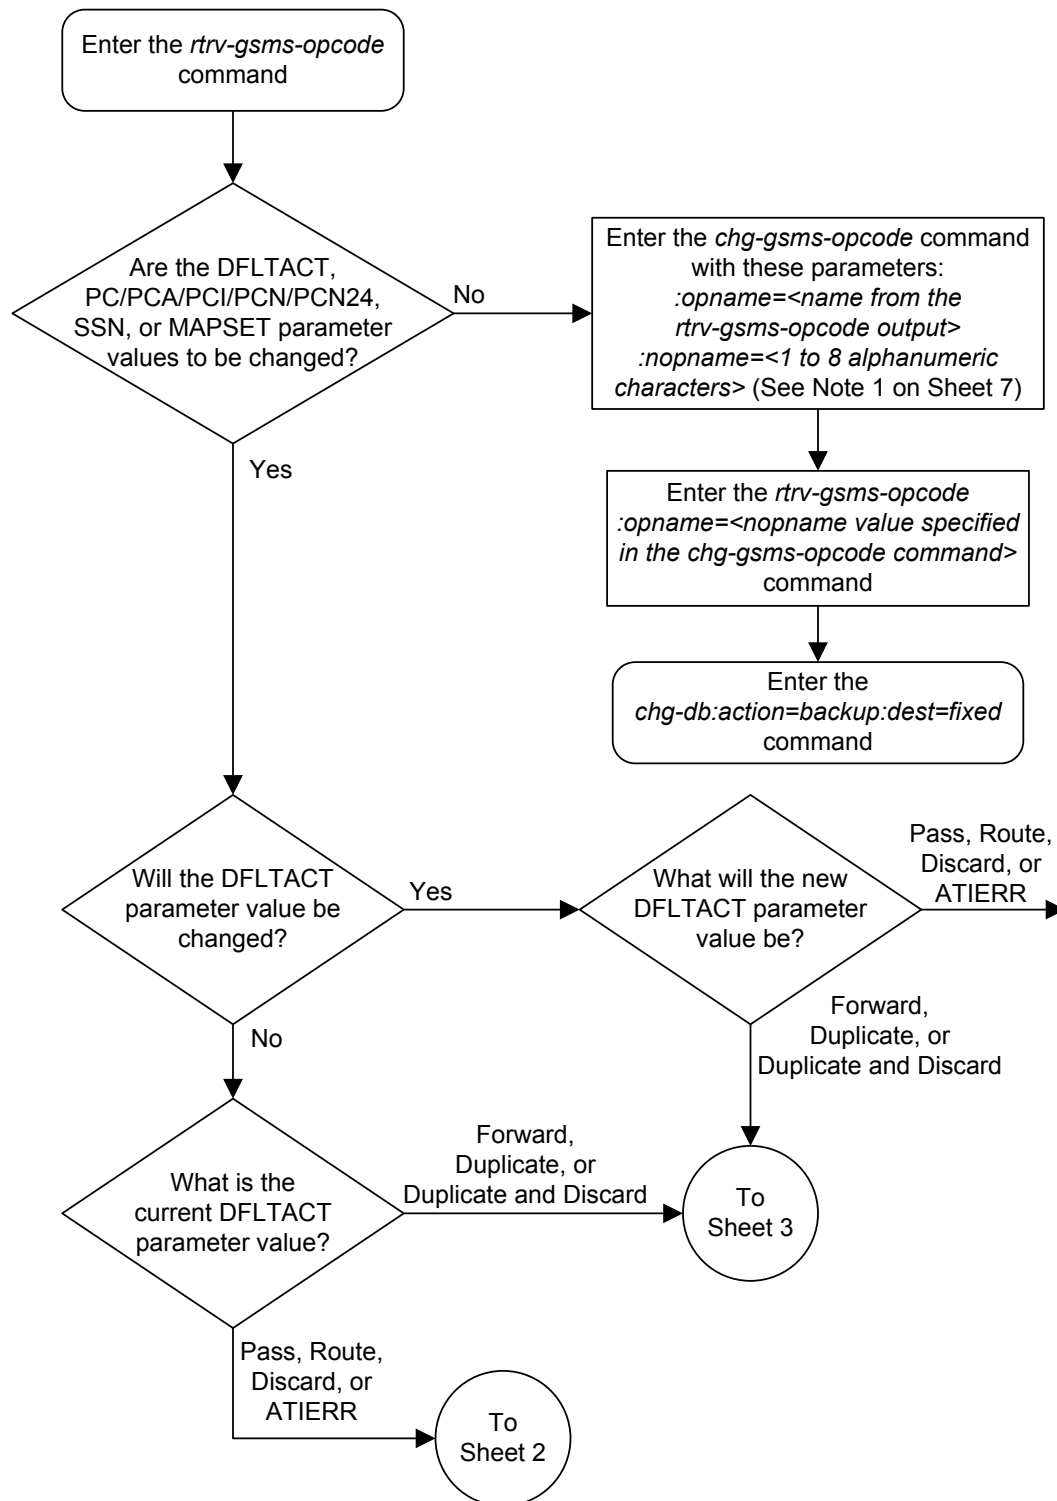 Enter the rtrv-gsms-opcode
command
Are the DFLTACT,
PC/PCA/PCI/PCN/PCN24,
SSN, or MAPSET parameter
values to be changed?
No
Enter the chg-gsms-opcode command
with these parameters:
:opname=<name from the
rtrv-gsms-opcode output>
:nopname=<1 to 8 alphanumeric
characters> (See Note 1 on Sheet 7)
Yes
Enter the rtrv-gsms-opcode
:opname=<nopname value specified
in the chg-gsms-opcode command>
command
Enter the
chg-db:action=backup:dest=fixed
command
Will the DFLTACT
parameter value be
changed?
Yes
What will the new
DFLTACT parameter
value be?
Pass, Route,
Discard, or
ATIERR
No
Forward,
Duplicate, or
Duplicate and Discard
What is the
current DFLTACT
parameter value?
Forward,
Duplicate, or
Duplicate and Discard
To
Sheet 3
Pass, Route,
Discard, or
ATIERR
To
Sheet 2